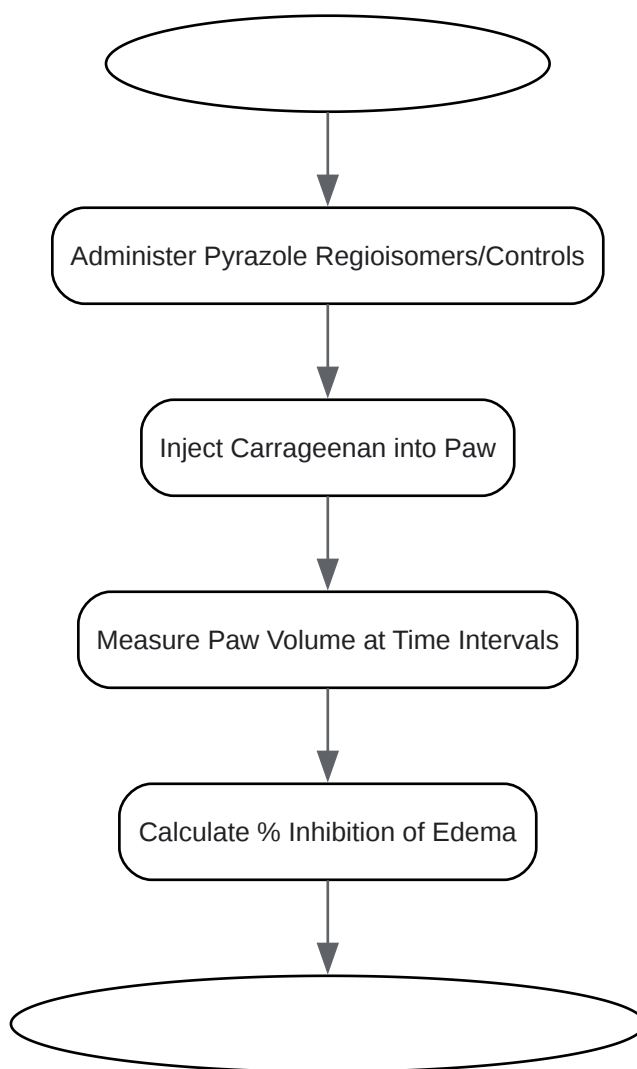 Administer Pyrazole Regioisomers/Controls
Inject Carrageenan into Paw
Measure Paw Volume at Time Intervals
Calculate % Inhibition of Edema